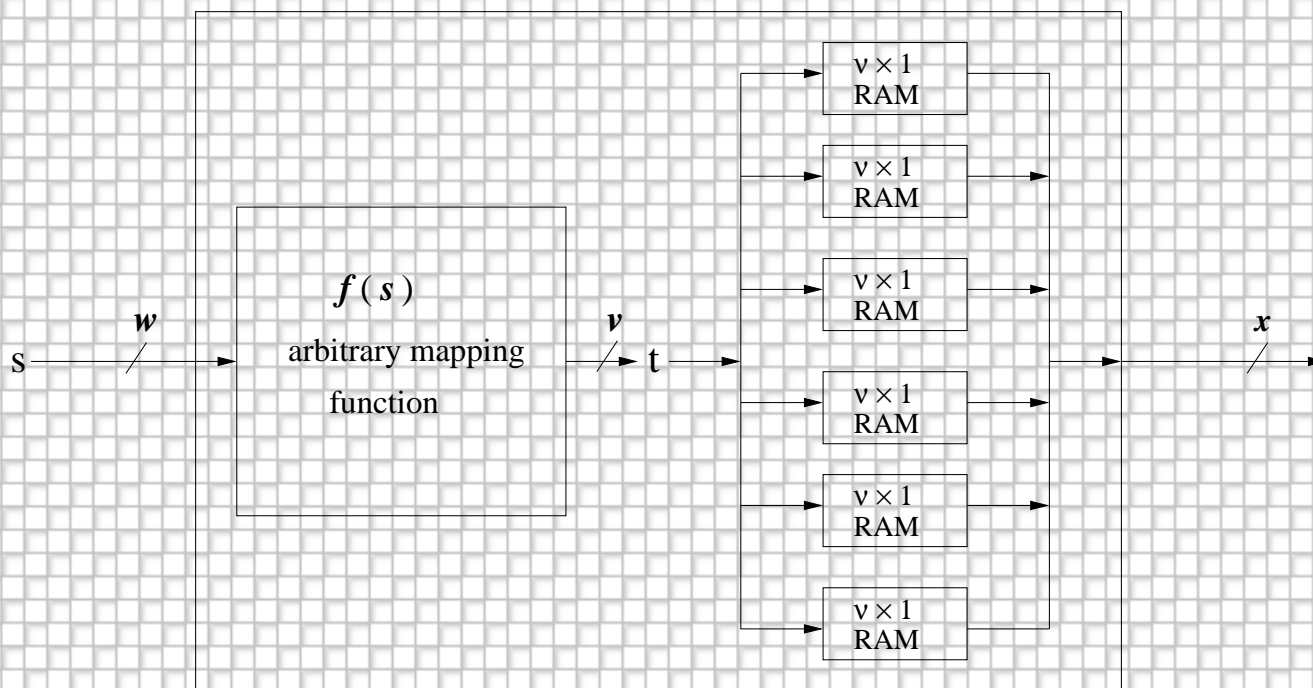 s
w
f ( s )
arbitrary mapping
function
v
t
ν × 1
RAM
ν × 1
RAM
ν × 1
RAM
ν × 1
RAM
ν × 1
RAM
ν × 1
RAM
x